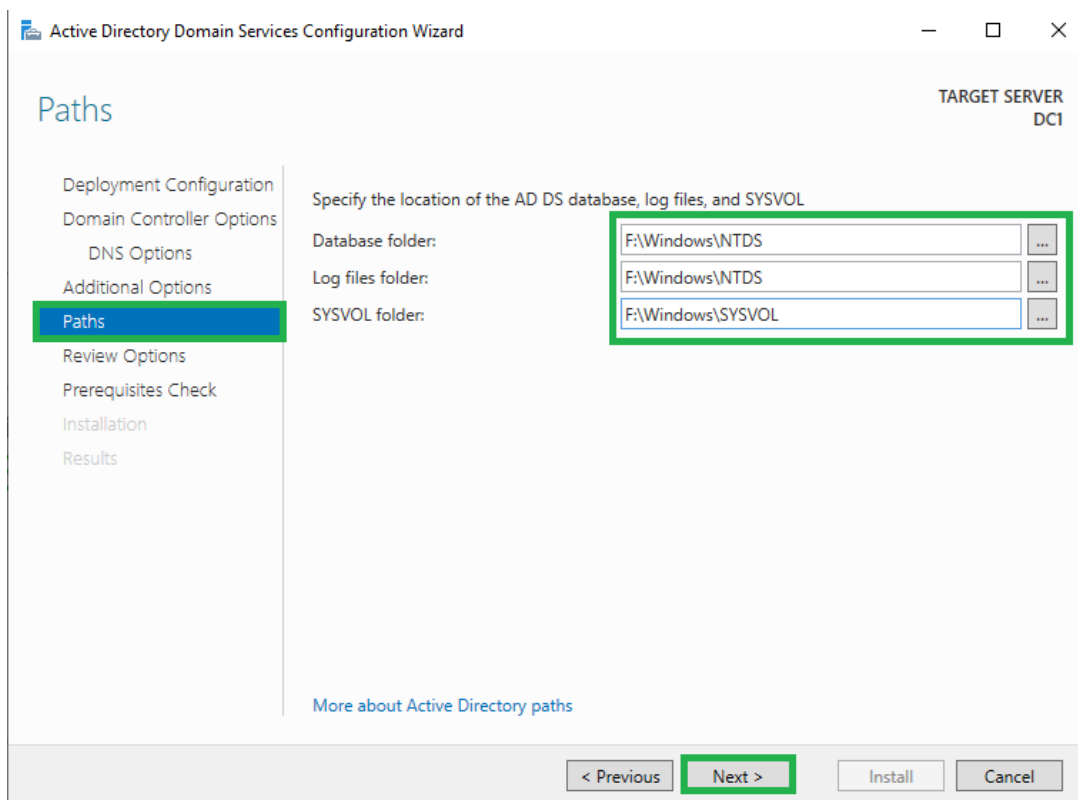 Active Directory Domain Services Configuration Wizard
Paths
TARGET SERVER
DC1
Deployment Configuration
Domain Controller Options
DNS Options
Additional Options
Paths
Review Options
Prerequisites Check
Installation
Results
Specify the location of the AD DS database, log files, and SYSVOL
Database folder: F:\Windows\NTDS ...
Log files folder: F:\Windows\NTDS ...
SYSVOL folder: F:\Windows\SYSVOL ...
More about Active Directory paths
< Previous Next > Install Cancel